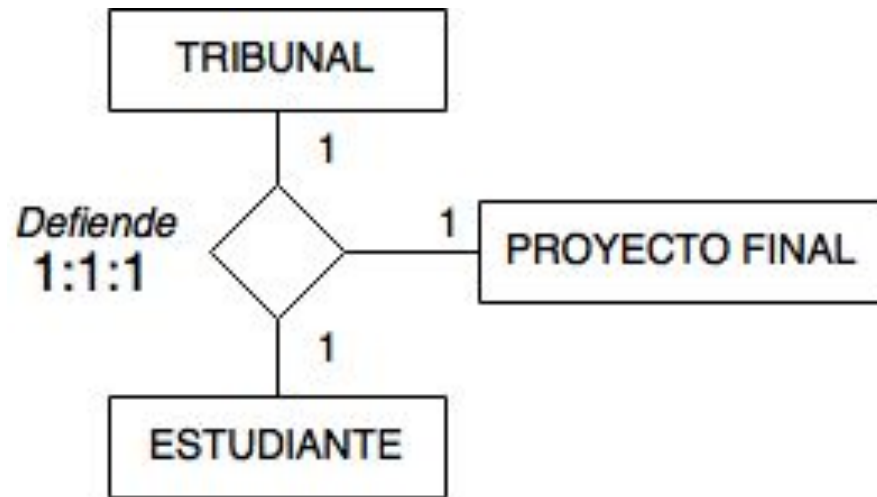 TRIBUNAL
1
Defiende
1:1:1
1
PROYECTO FINAL
1
ESTUDIANTE